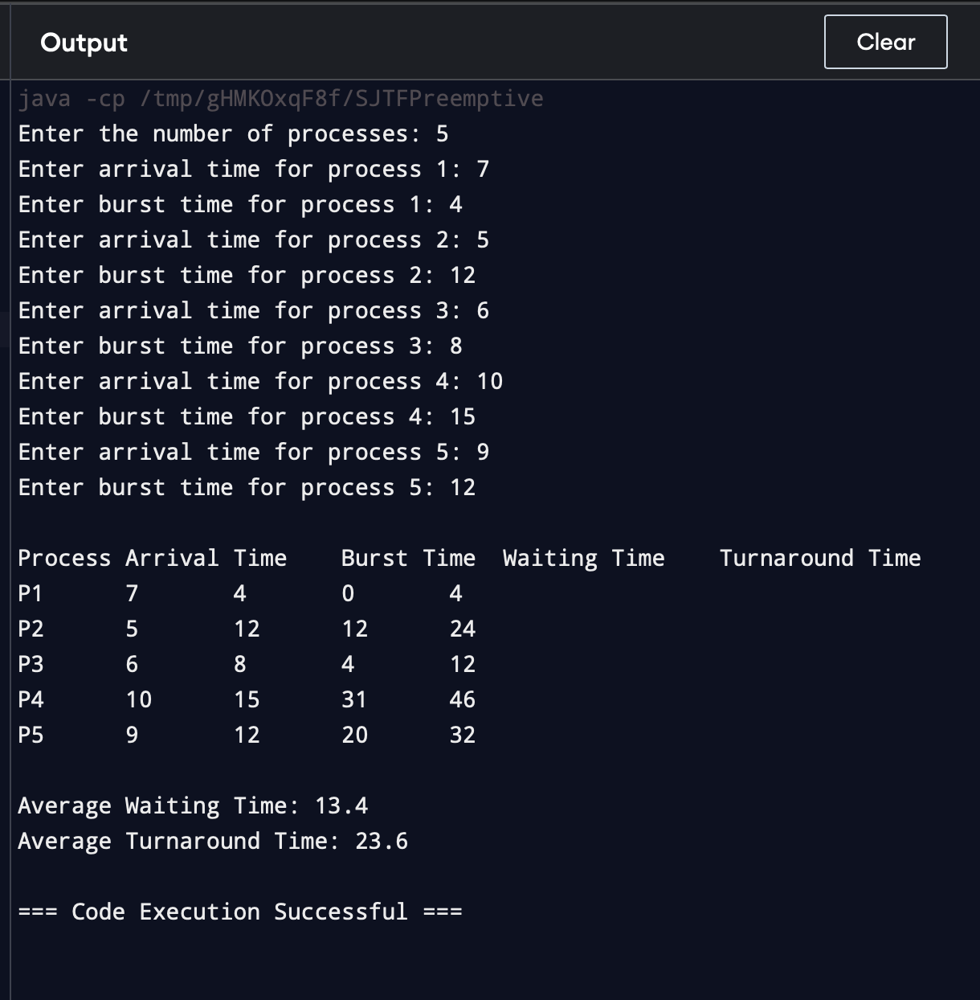 Output
Clear
java -cp /tmp/gHMKOxqF8f/SJTFPreemptive
Enter the number of processes: 5
Enter arrival time for process 1: 7
Enter burst time for process 1: 4
Enter arrival time for process 2: 5
Enter burst time for process 2: 12
Enter arrival time for process 3: 6
Enter burst time for process 3: 8
Enter arrival time for process 4: 10
Enter burst time for process 4: 15
Enter arrival time for process 5: 9
Enter burst time for process 5: 12
Process Arrival Time    Burst Time  Waiting Time    Turnaround Time
P1      7       4       0       4
P2      5       12      12      24
P3      6       8       4       12
P4      10      15      31      46
P5      9       12      20      32
Average Waiting Time: 13.4
Average Turnaround Time: 23.6
=== Code Execution Successful ===